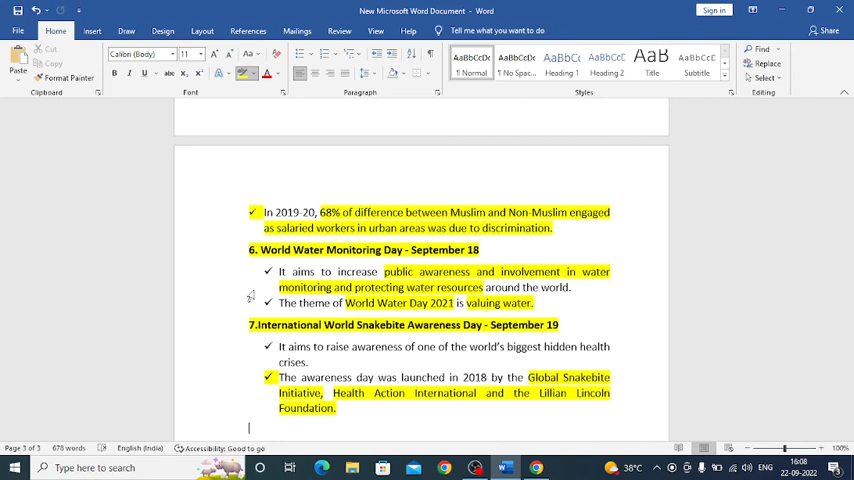 New Microsoft Word Document - Word
Sign in
File Home Insert Draw Design Layout References Mailings Review View Help Tell me what you want to do Share
Paste
Cut
Copy
Format Painter
Clipboard
Calibri (Body) 11
Font
Paragraph
AaBbCcDc AaBbCcDc AaBbCc AaBbCcD AaB AaBbCcD
¶ Normal ¶ No Spac... Heading 1 Heading 2 Title Subtitle
Styles
Find
Replace
Select
Editing
✓ In 2019-20, 68% of difference between Muslim and Non-Muslim engaged
as salaried workers in urban areas was due to discrimination.
6. World Water Monitoring Day - September 18
✓ It aims to increase public awareness and involvement in water
monitoring and protecting water resources around the world.
✓ The theme of World Water Day 2021 is valuing water.
7.International World Snakebite Awareness Day - September 19
✓ It aims to raise awareness of one of the world's biggest hidden health
crises.
✓ The awareness day was launched in 2018 by the Global Snakebite
Initiative, Health Action International and the Lillian Lincoln
Foundation.
Page 3 of 3 678 words English (India) Accessibility: Good to go 100%
Type here to search
38°C ENG 16:08
22-09-2022